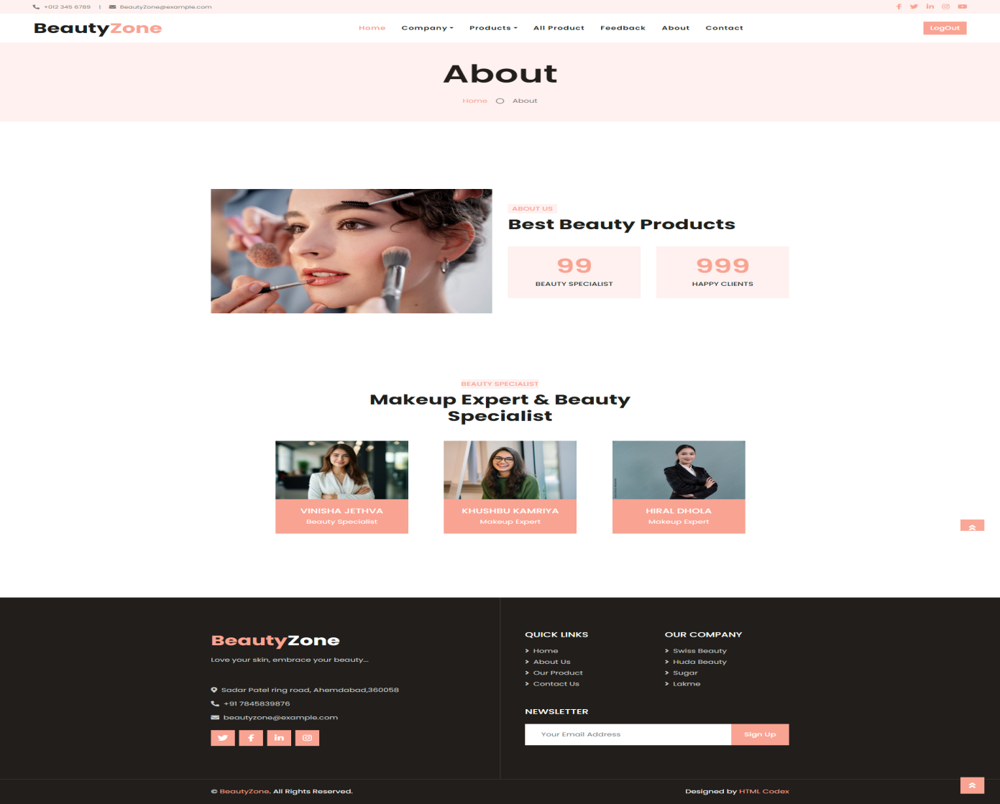 +012 345 6789 | BeautyZone@example.com
BeautyZone
Home Company Products All Product Feedback About Contact
LogOut
About
Home About
ABOUT US
Best Beauty Products
99
BEAUTY SPECIALIST
999
HAPPY CLIENTS
BEAUTY SPECIALIST
Makeup Expert & Beauty
Specialist
VINISHA JETHVA
Beauty Specialist
KHUSHBU KAMRIYA
Makeup Expert
HIRAL DHOLA
Makeup Expert
BeautyZone
Love your skin, embrace your beauty...
Sadar Patel ring road, Ahemdabad,360058
+91 7845839876
beautyzone@example.com
QUICK LINKS
Home
About Us
Our Product
Contact Us
OUR COMPANY
Swiss Beauty
Huda Beauty
Sugar
Lakme
NEWSLETTER
Your Email Address
Sign Up
© BeautyZone. All Rights Reserved.
Designed by HTML Codex